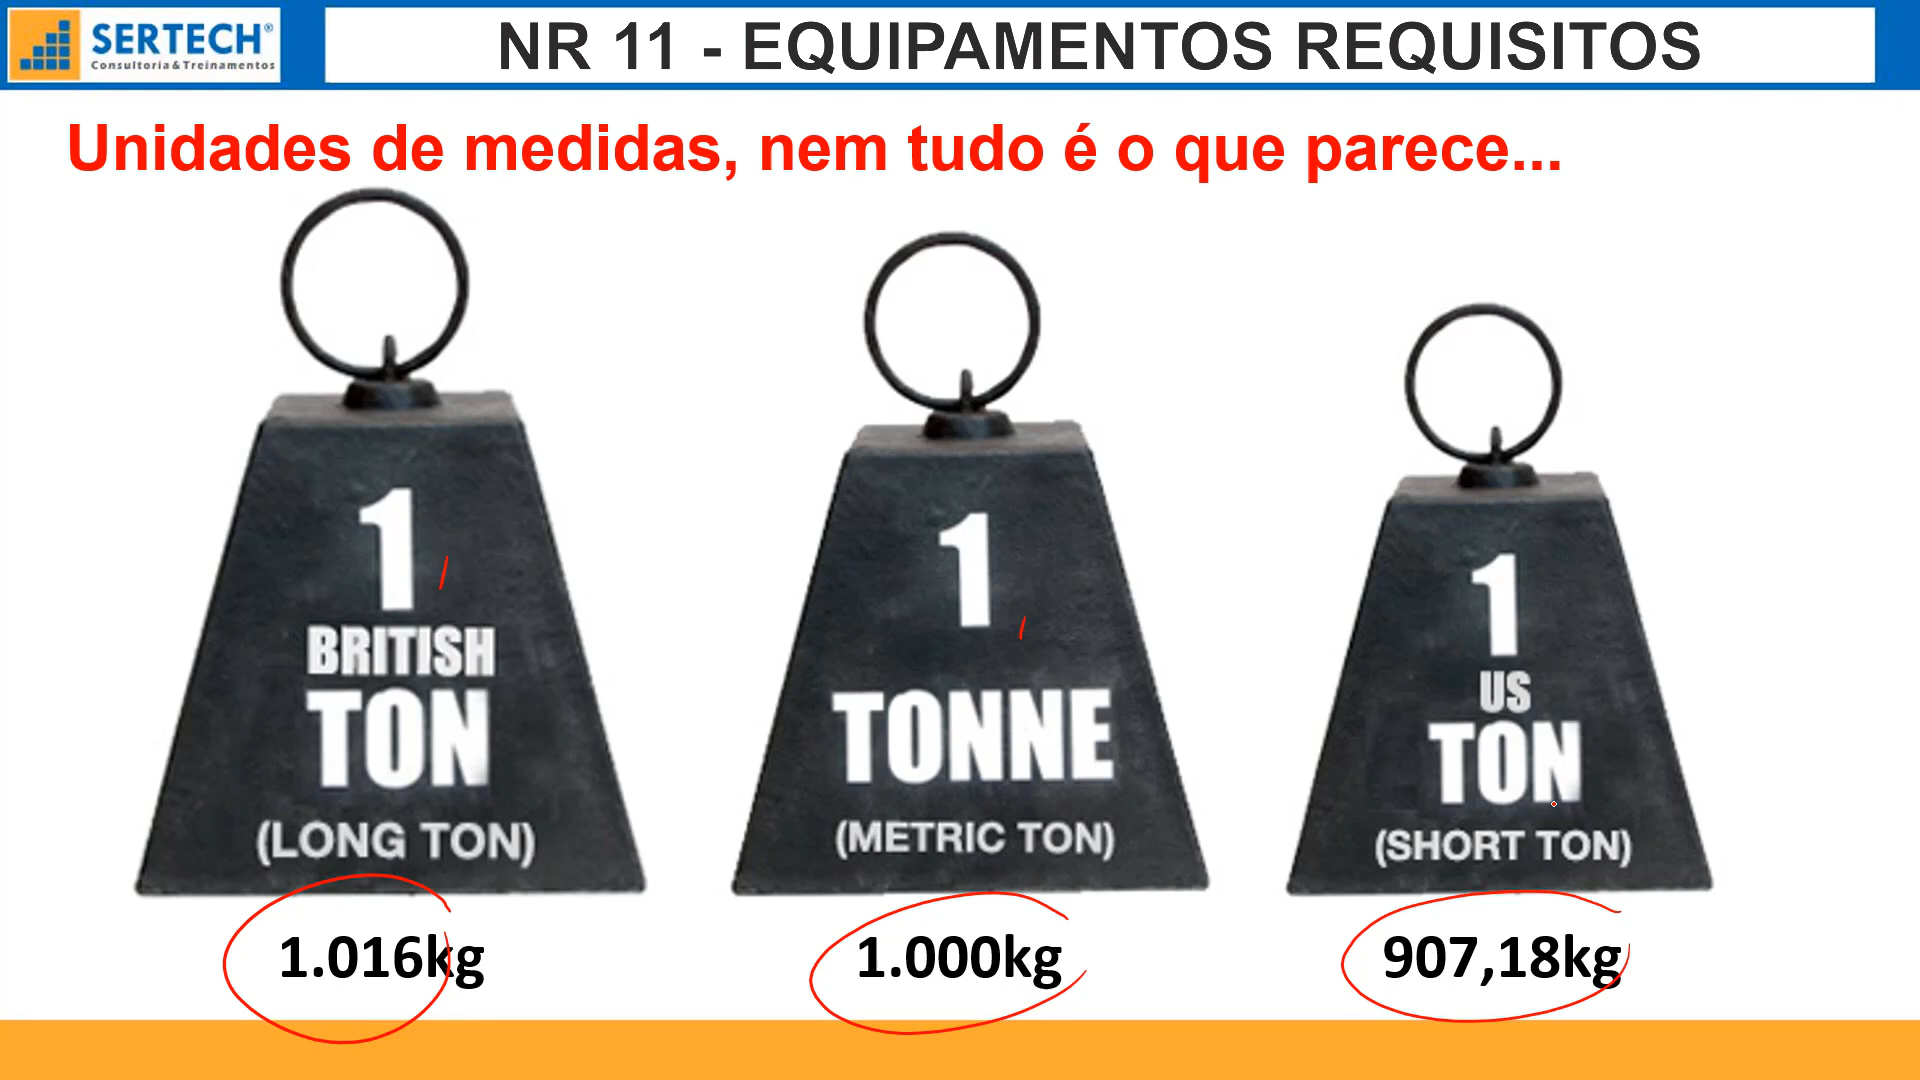 SERTECH®
Consultoria & Treinamentos
NR 11 - EQUIPAMENTOS REQUISITOS
Unidades de medidas, nem tudo é o que parece...
1
BRITISH
TON
(LONG TON)
1.016kg
1
TONNE
(METRIC TON)
1.000kg
1
US
TON
(SHORT TON)
907,18kg